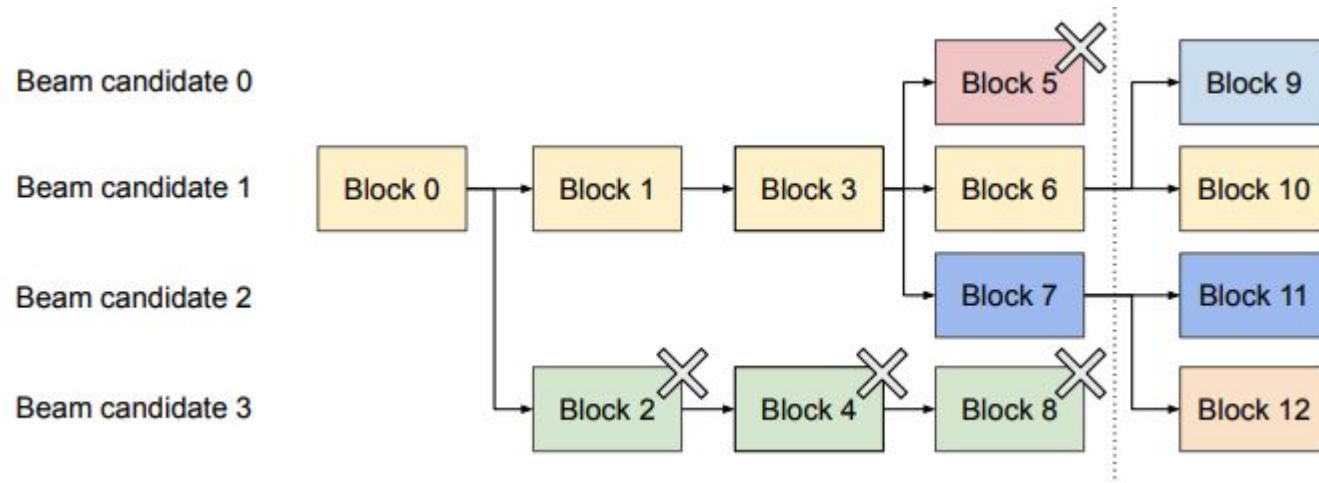 Beam candidate 0
Block 5
Block 9
Beam candidate 1
Block 0
Block 1
Block 3
Block 6
Block 10
Beam candidate 2
Block 7
Block 11
Beam candidate 3
Block 2
Block 4
Block 8
Block 12